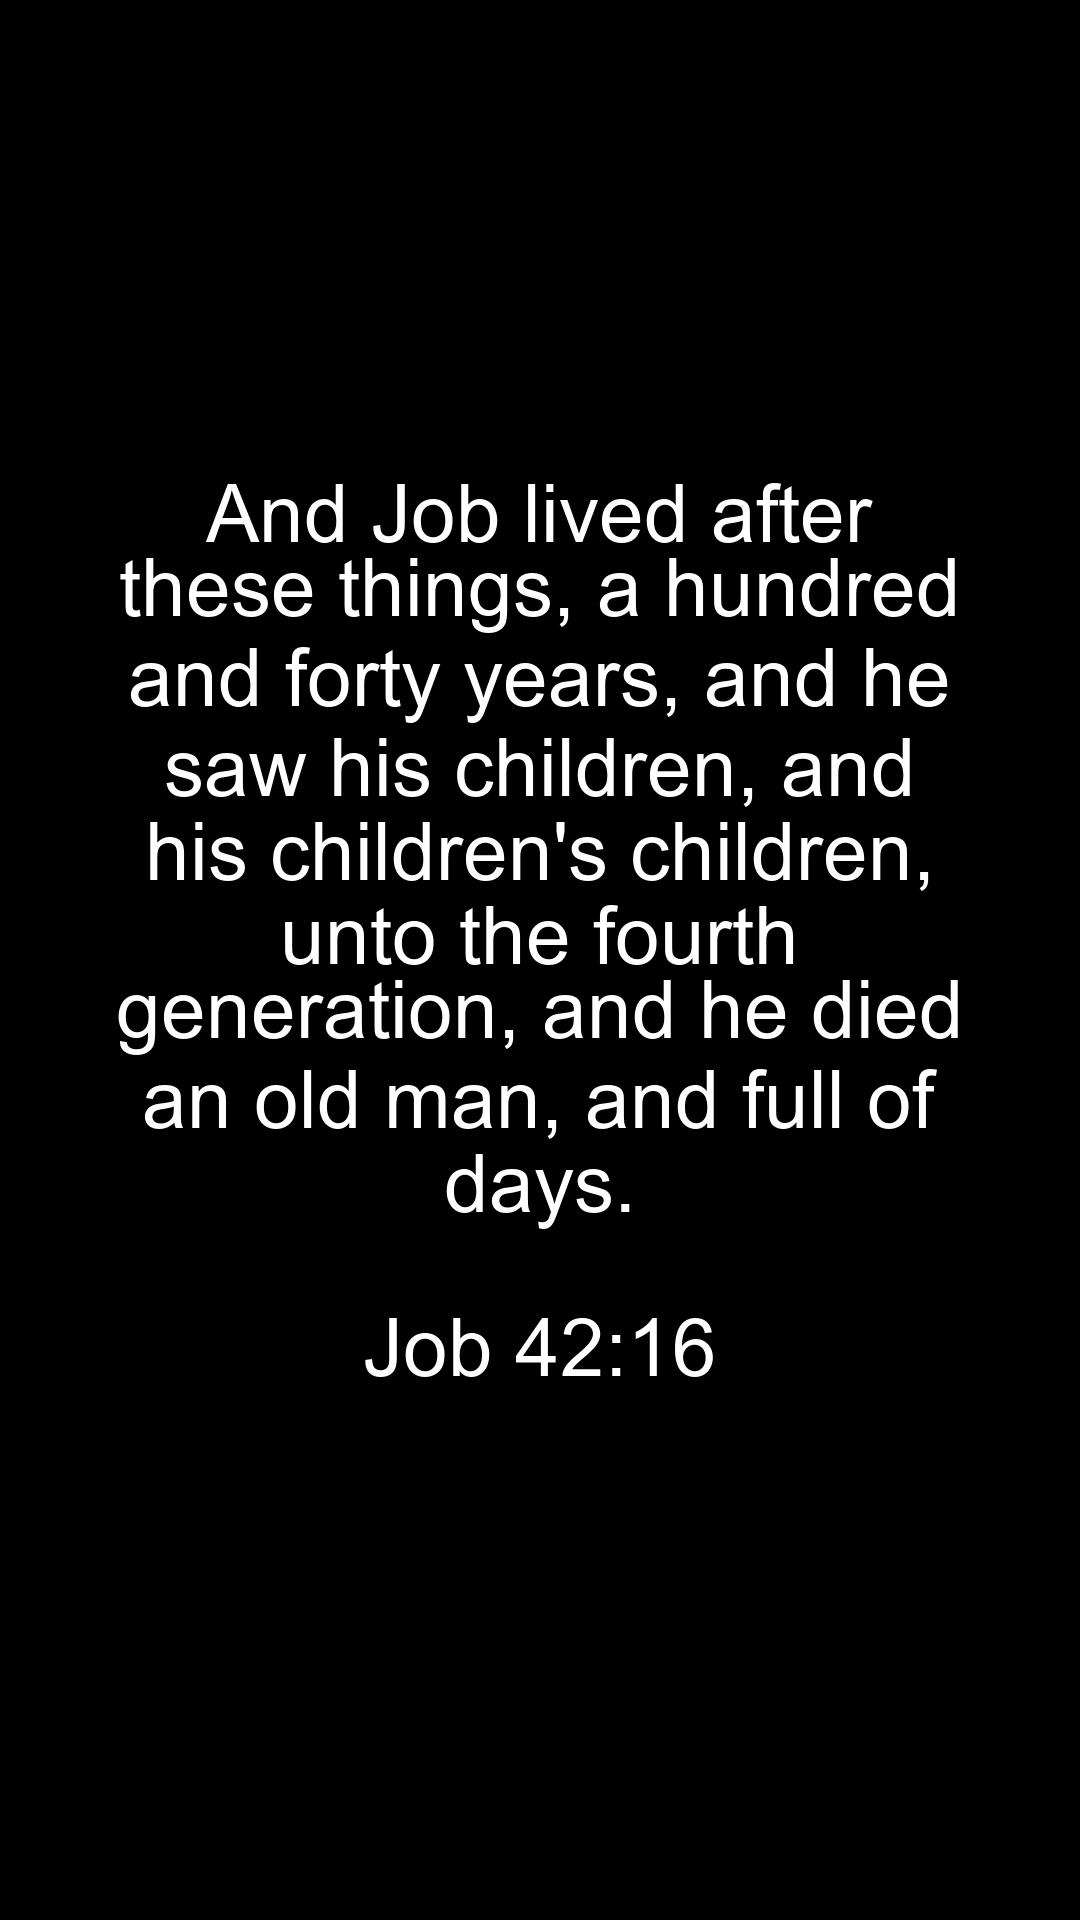 And Job lived after
these things, a hundred
and forty years, and he
saw his children, and
his children's children,
unto the fourth
generation, and he died
an old man, and full of
days.
Job 42:16